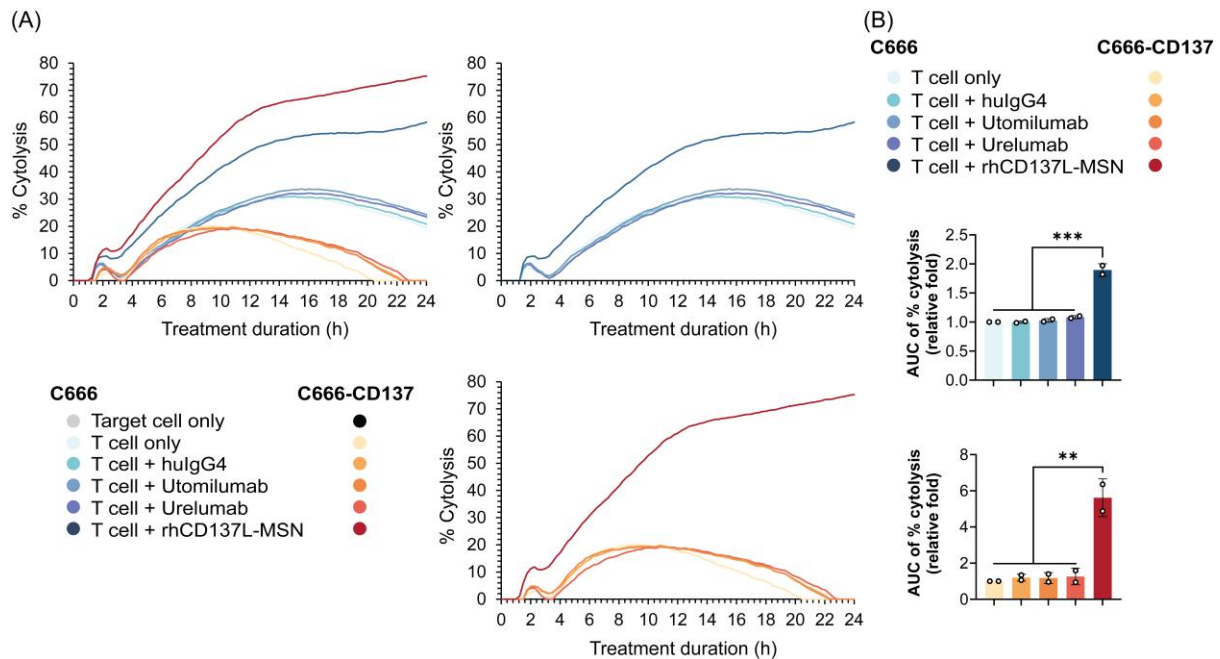 (A)
80
70
60
50
40
30
20
10
0
% Cytolysis
0 2 4 6 8 10 12 14 16 18 20 22 24
Treatment duration (h)
80
70
60
50
40
30
20
10
0
% Cytolysis
0 2 4 6 8 10 12 14 16 18 20 22 24
Treatment duration (h)
C666 C666-CD137
Target cell only
T cell only
T cell + huIgG4
T cell + Utomilumab
T cell + Urelumab
T cell + rhCD137L-MSN
80
70
60
50
40
30
20
10
0
% Cytolysis
0 2 4 6 8 10 12 14 16 18 20 22 24
Treatment duration (h)
(B)
C666 C666-CD137
T cell only
T cell + huIgG4
T cell + Utomilumab
T cell + Urelumab
T cell + rhCD137L-MSN
AUC of % cytolysis
(relative fold)
2.5
2.0
1.5
1.0
0.5
0.0
***
AUC of % cytolysis
(relative fold)
8
6
4
2
0
**